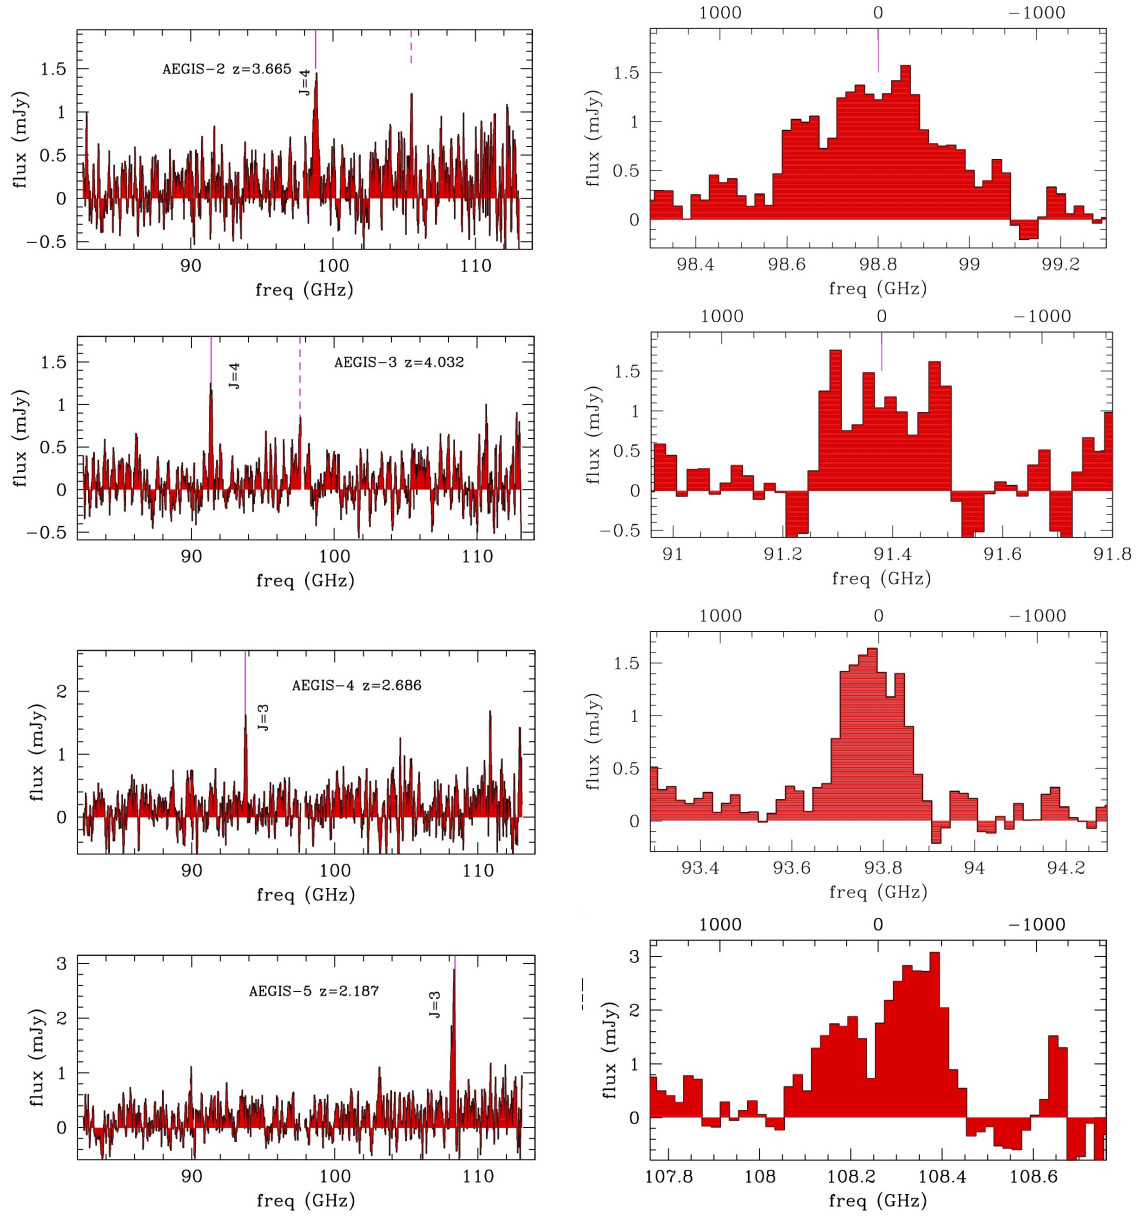 1000 0 −1000
AEGIS−2 z=3.665
J=4
flux (mJy)
1.5
1
0.5
0
−0.5
90 100 110
freq (GHz)
flux (mJy)
1.5
1
0.5
0
98.4 98.6 98.8 99 99.2
freq (GHz)
1000 0 −1000
AEGIS−3 z=4.032
J=4
flux (mJy)
1.5
1
0.5
0
−0.5
90 100 110
freq (GHz)
flux (mJy)
1.5
1
0.5
0
−0.5
91 91.2 91.4 91.6 91.8
freq (GHz)
1000 0 −1000
AEGIS−4 z=2.686
J=3
flux (mJy)
2
1
0
90 100 110
freq (GHz)
flux (mJy)
1.5
1
0.5
0
93.4 93.6 93.8 94 94.2
freq (GHz)
1000 0 −1000
AEGIS−5 z=2.187
J=3
flux (mJy)
3
2
1
0
90 100 110
freq (GHz)
flux (mJy)
3
2
1
0
107.8 108 108.2 108.4 108.6
freq (GHz)